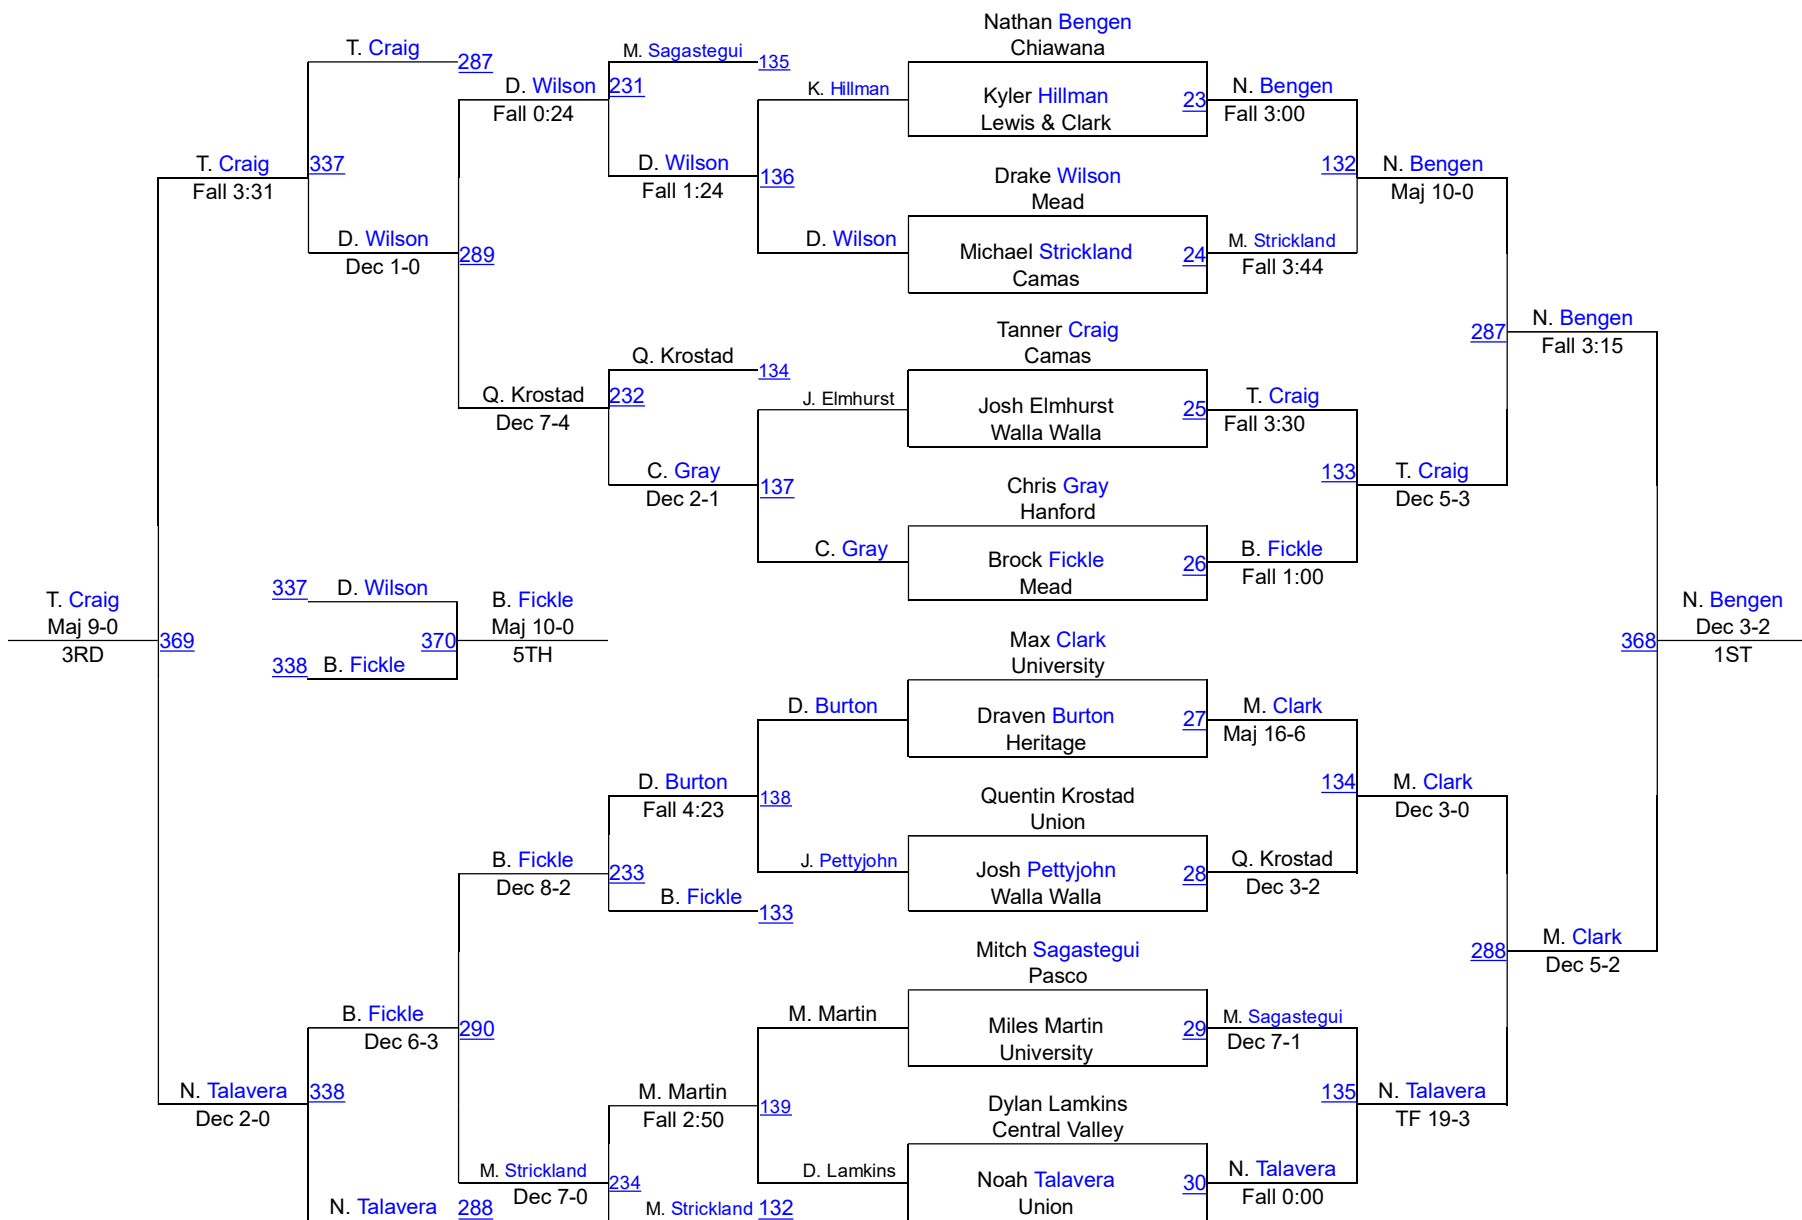 Nathan Bengen
Chiawana
T. Craig
287
M. Sagastegui
135
D. Wilson
231
Fall 0:24
K. Hillman
Kyler Hillman
23
Lewis & Clark
N. Bengen
Fall 3:00
T. Craig
337
Fall 3:31
D. Wilson
136
Fall 1:24
Drake Wilson
Mead
132
N. Bengen
Maj 10-0
D. Wilson
289
Dec 1-0
D. Wilson
Michael Strickland
24
Camas
M. Strickland
Fall 3:44
Tanner Craig
Camas
287
N. Bengen
Fall 3:15
Q. Krostad
134
Q. Krostad
232
Dec 7-4
J. Elmhurst
Josh Elmhurst
25
Walla Walla
T. Craig
Fall 3:30
C. Gray
137
Dec 2-1
Chris Gray
Hanford
133
T. Craig
Dec 5-3
C. Gray
Brock Fickle
26
Mead
B. Fickle
Fall 1:00
T. Craig
Maj 9-0
369
3RD
337
D. Wilson
338
B. Fickle
370
B. Fickle
Maj 10-0
5TH
Max Clark
University
368
N. Bengen
Dec 3-2
1ST
D. Burton
Draven Burton
27
Heritage
M. Clark
Maj 16-6
D. Burton
138
Fall 4:23
Quentin Krostad
Union
134
M. Clark
Dec 3-0
B. Fickle
233
Dec 8-2
B. Fickle
133
J. Pettyjohn
Josh Pettyjohn
28
Walla Walla
Q. Krostad
Dec 3-2
Mitch Sagastegui
Pasco
288
M. Clark
Dec 5-2
B. Fickle
290
Dec 6-3
M. Martin
Miles Martin
29
University
M. Sagastegui
Dec 7-1
N. Talavera
338
Dec 2-0
M. Martin
139
Fall 2:50
Dylan Lamkins
Central Valley
135
N. Talavera
TF 19-3
M. Strickland
234
Dec 7-0
D. Lamkins
Noah Talavera
30
Union
N. Talavera
Fall 0:00
N. Talavera
288
M. Strickland
132